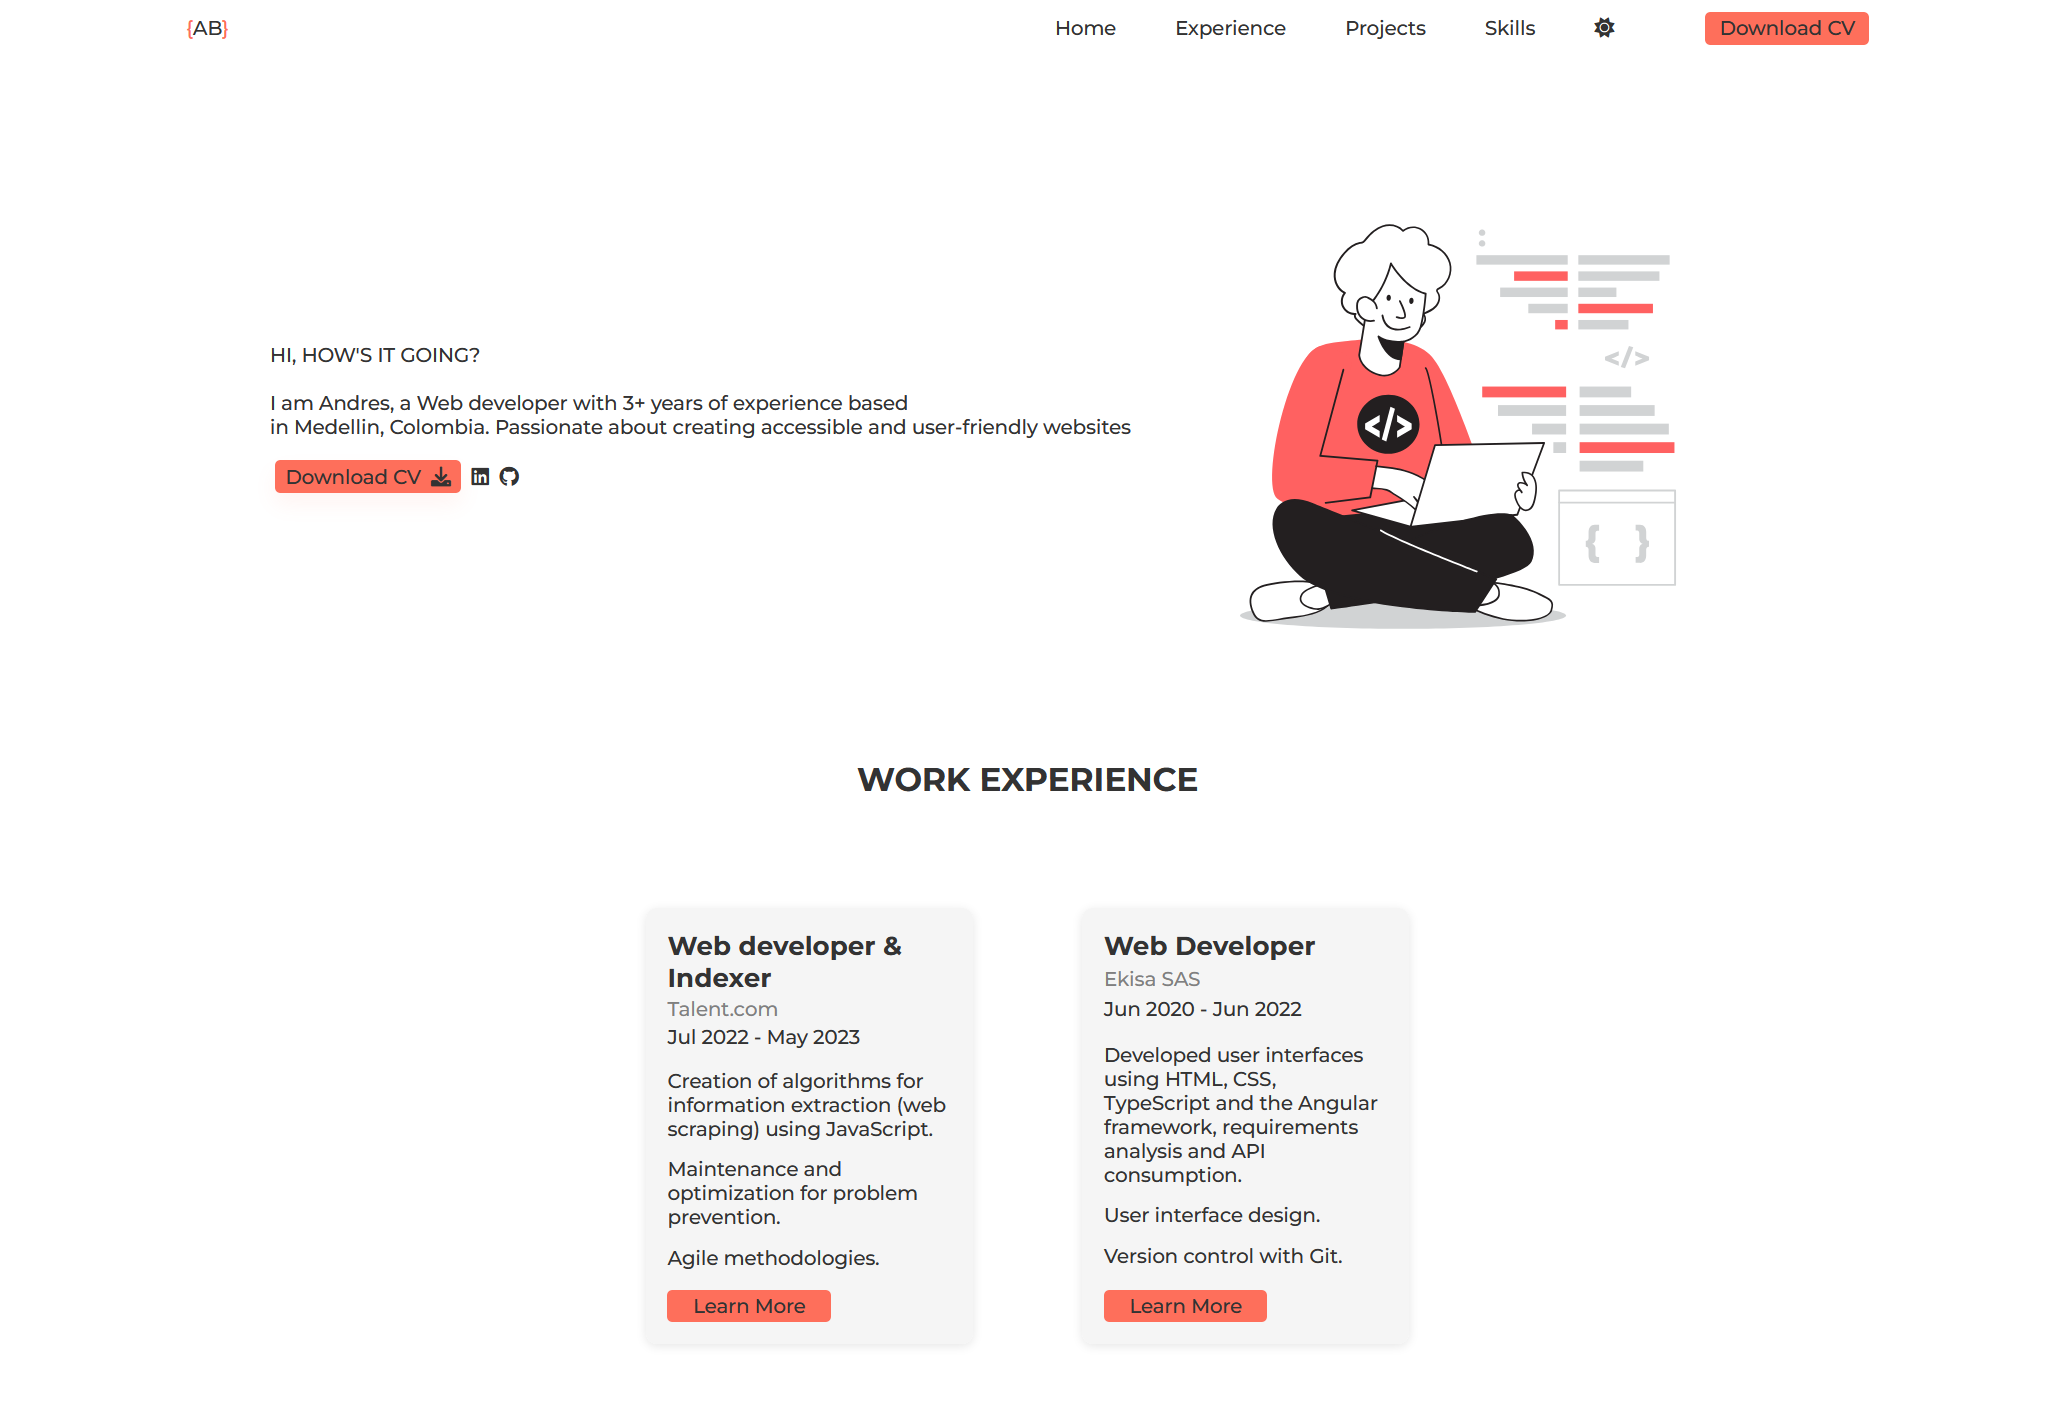 {AB}
Home Experience Projects Skills Download CV
HI, HOW'S IT GOING?
I am Andres, a Web developer with 3+ years of experience based
in Medellin, Colombia. Passionate about creating accessible and user-friendly websites
Download CV
</>
</>
{ }
WORK EXPERIENCE
Web developer &
Indexer
Talent.com
Jul 2022 - May 2023
Creation of algorithms for
information extraction (web
scraping) using JavaScript.
Maintenance and
optimization for problem
prevention.
Agile methodologies.
Learn More
Web Developer
Ekisa SAS
Jun 2020 - Jun 2022
Developed user interfaces
using HTML, CSS,
TypeScript and the Angular
framework, requirements
analysis and API
consumption.
User interface design.
Version control with Git.
Learn More